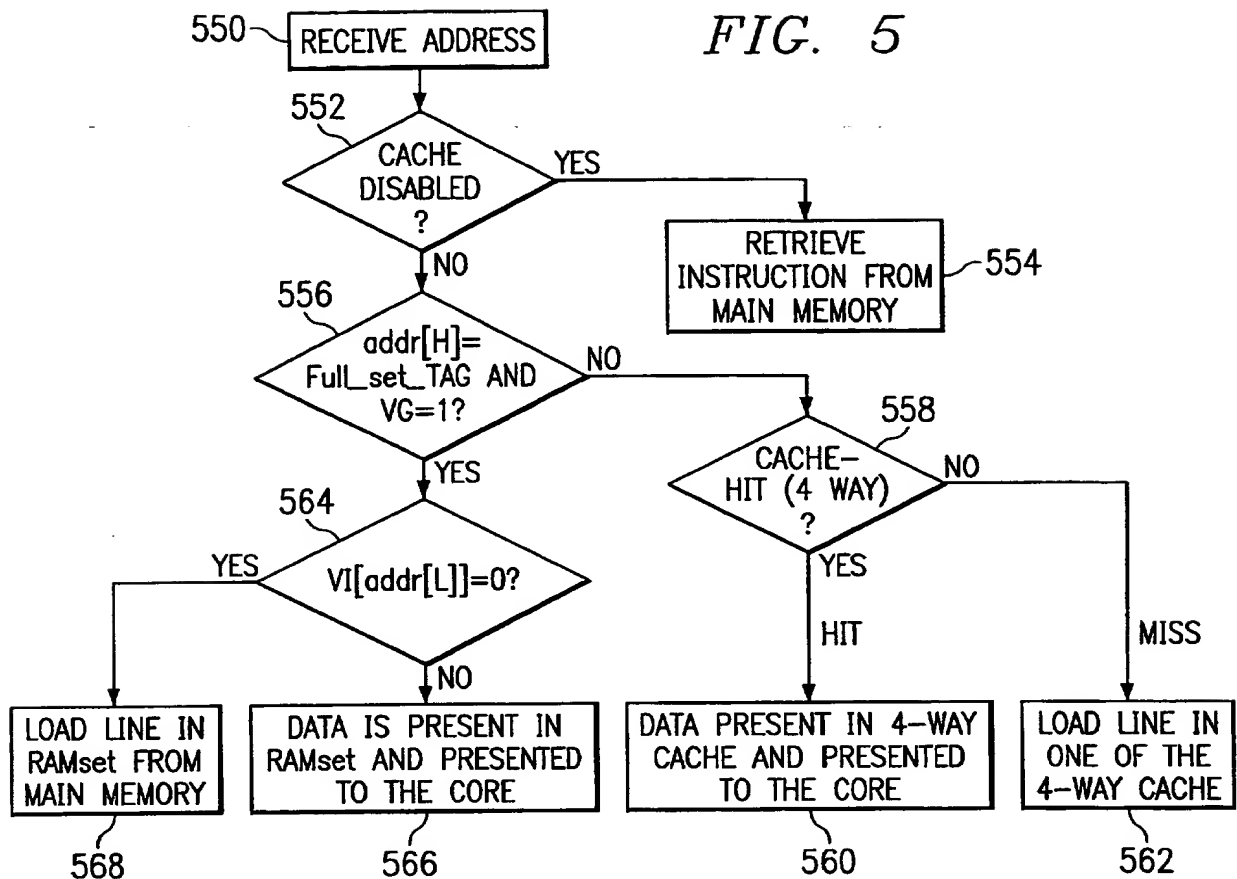 FIG. 5
550
RECEIVE ADDRESS
552
CACHE
DISABLED
?
YES
NO
RETRIEVE
INSTRUCTION FROM
MAIN MEMORY
554
556
addr[H]=
Full_set_TAG AND
VG=1?
NO
YES
558
CACHE-
HIT (4 WAY)
?
NO
YES
HIT
MISS
564
VI[addr[L]]=0?
YES
NO
LOAD LINE IN
RAMset FROM
MAIN MEMORY
DATA IS PRESENT IN
RAMset AND PRESENTED
TO THE CORE
DATA PRESENT IN 4-WAY
CACHE AND PRESENTED
TO THE CORE
LOAD LINE IN
ONE OF THE
4-WAY CACHE
568
566
560
562